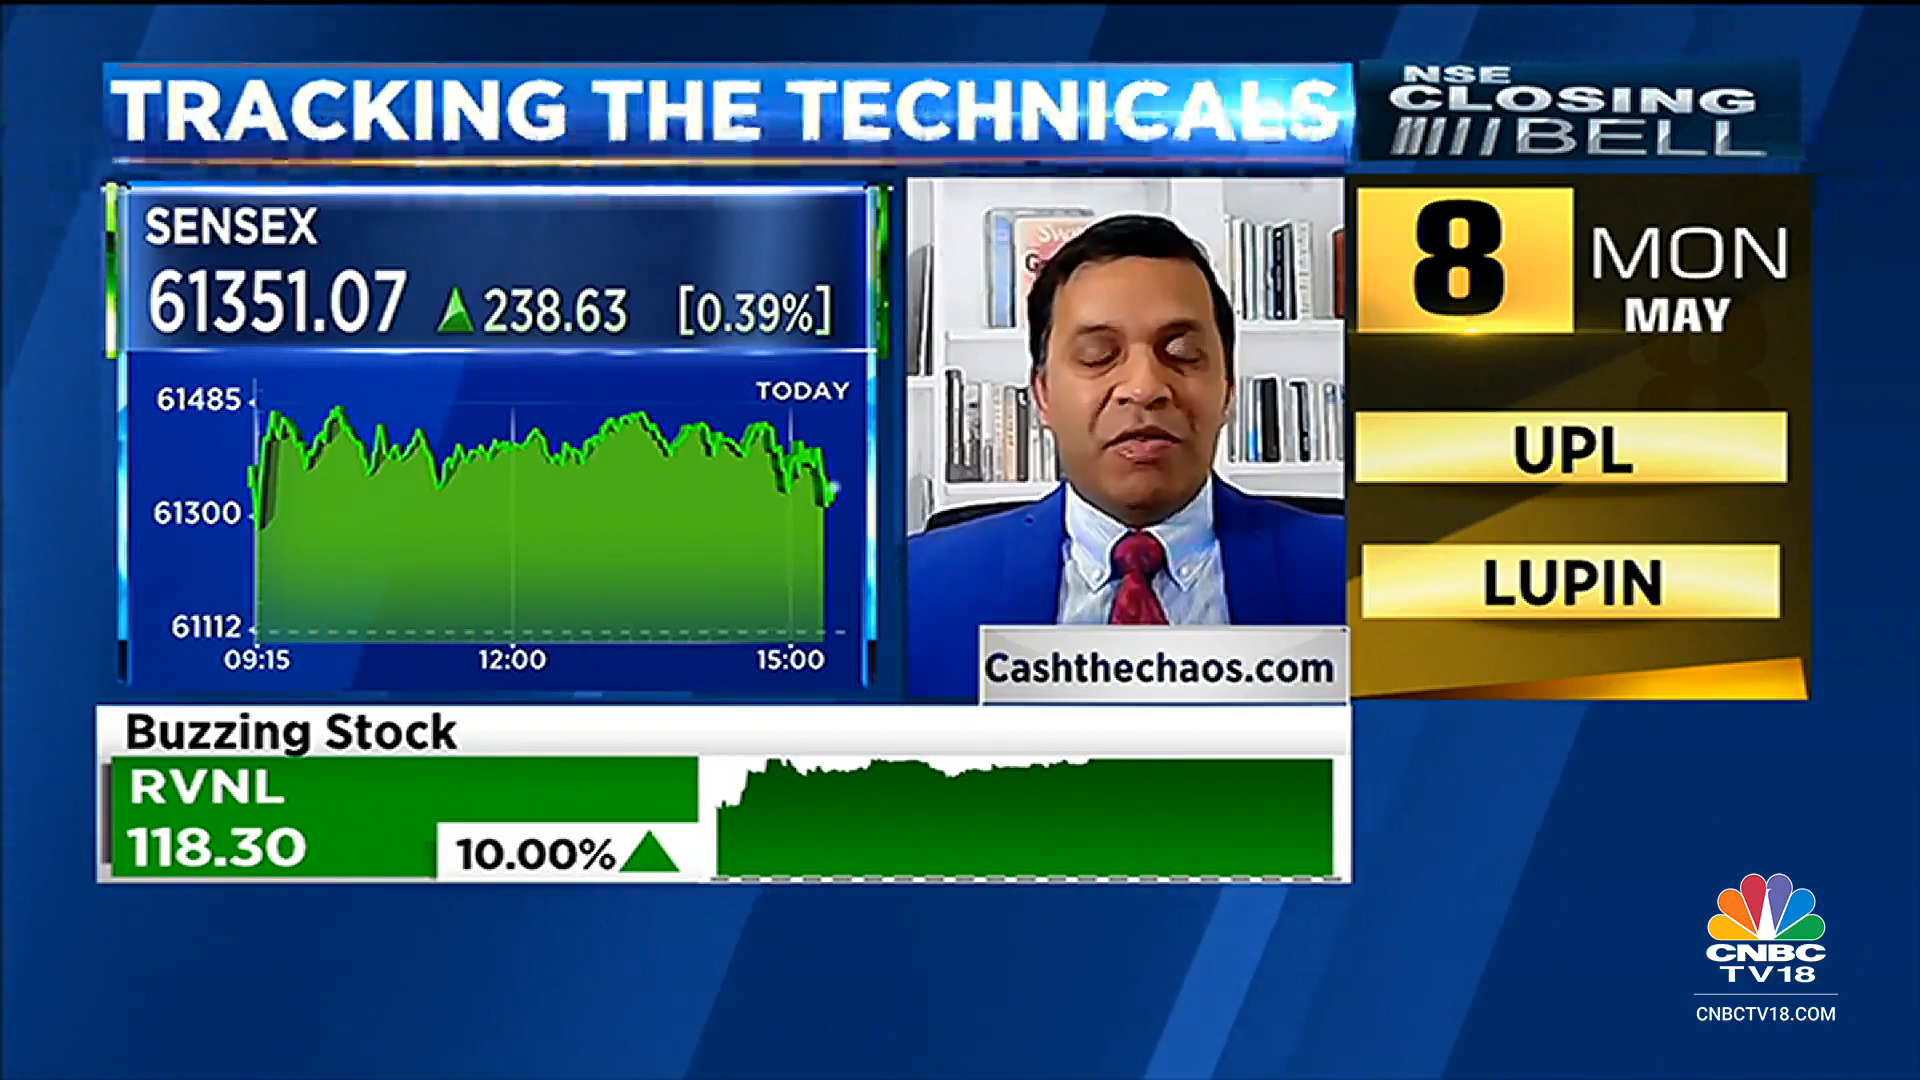 TRACKING THE TECHNICALS
NSE
CLOSING
BELL
SENSEX
61351.07 ▲238.63 [0.39%]
TODAY
61485
61300
61112
09:15 12:00 15:00
Cashthechaos.com
8
MON
MAY
UPL
LUPIN
Buzzing Stock
RVNL
118.30
10.00%
CNBC
TV18
CNBCTV18.COM